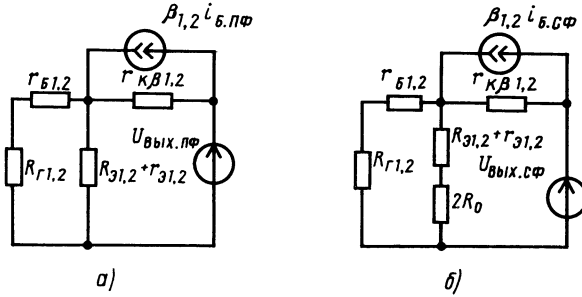 β1,2 iБ.ПФ
rБ1,2
rкβ1,2
Uвых.ПФ
RГ1,2
RЭ1,2+rЭ1,2
а)
β1,2 iБ.СФ
rБ1,2
rкβ1,2
RЭ1,2+rЭ1,2
Uвых.СФ
RГ1,2
2R0
б)